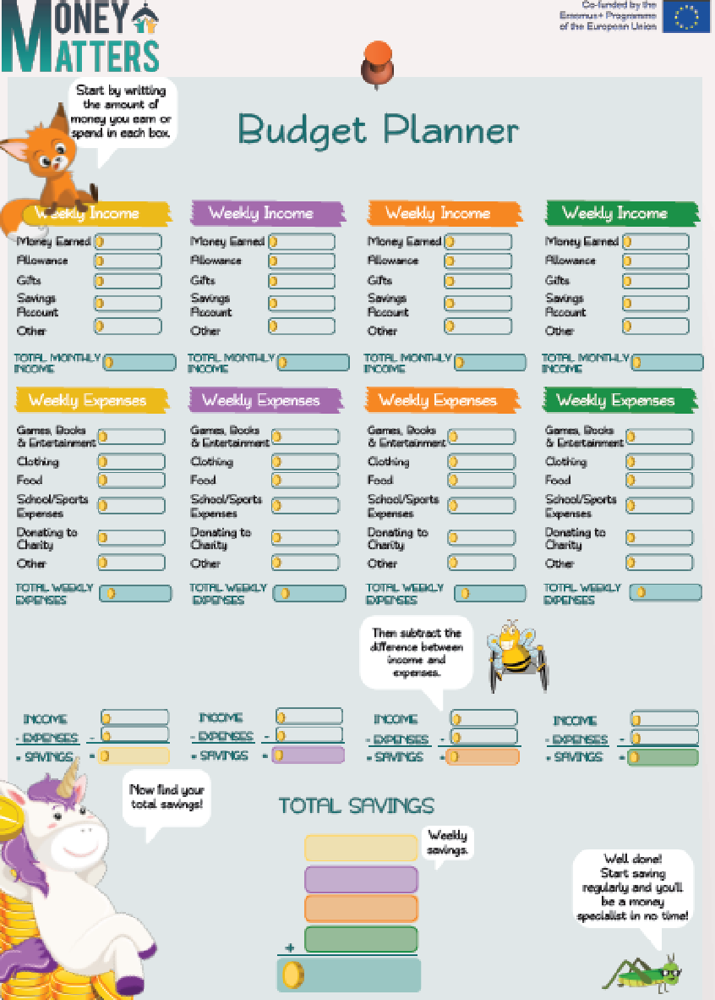 MONEY
MATTERS
Co-funded by the
Erasmus+ Programme
of the European Union
Start by writting
the amount of
money you earn or
spend in each box.
Budget Planner
Weekly Income
Money Earned
Allowance
Gifts
Savings
Account
Other
TOTAL MONTHLY
INCOME
Weekly Income
Money Earned
Allowance
Gifts
Savings
Account
Other
TOTAL MONTHLY
INCOME
Weekly Income
Money Earned
Allowance
Gifts
Savings
Account
Other
TOTAL MONTHLY
INCOME
Weekly Income
Money Earned
Allowance
Gifts
Savings
Account
Other
TOTAL MONTHLY
INCOME
Weekly Expenses
Games, Books
& Entertainment
Clothing
Food
School/Sports
Expenses
Donating to
Charity
Other
TOTAL WEEKLY
EXPENSES
Weekly Expenses
Games, Books
& Entertainment
Clothing
Food
School/Sports
Expenses
Donating to
Charity
Other
TOTAL WEEKLY
EXPENSES
Weekly Expenses
Games, Books
& Entertainment
Clothing
Food
School/Sports
Expenses
Donating to
Charity
Other
TOTAL WEEKLY
EXPENSES
Weekly Expenses
Games, Books
& Entertainment
Clothing
Food
School/Sports
Expenses
Donating to
Charity
Other
TOTAL WEEKLY
EXPENSES
Then subtract the
difference between
income and
expenses.
INCOME
- EXPENSES -
= SAVINGS =
INCOME
- EXPENSES -
= SAVINGS =
INCOME
- EXPENSES -
= SAVINGS =
INCOME
- EXPENSES -
= SAVINGS =
Now find your
total savings!
TOTAL SAVINGS
Weekly
savings.
+
Well done!
Start saving
regularly and you'll
be a money
specialist in no time!